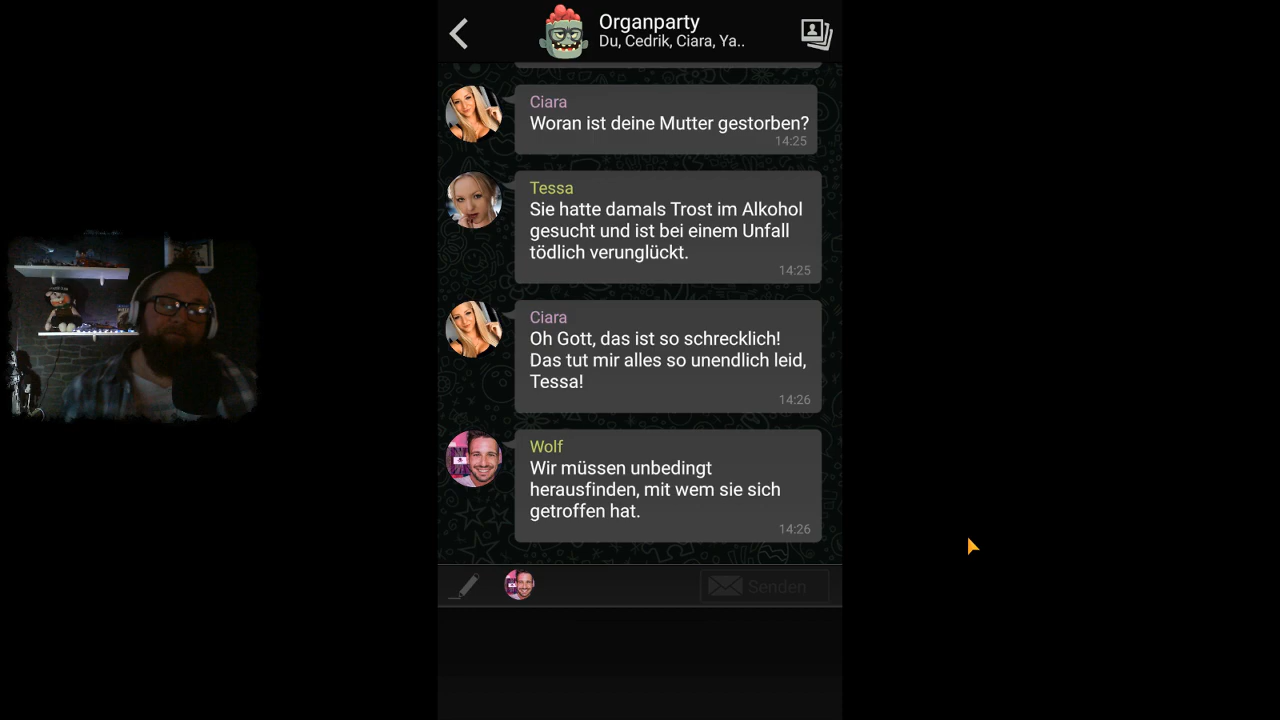 Organparty
Du, Cedrik, Ciara, Ya..
Ciara
Woran ist deine Mutter gestorben?
14:25
Tessa
Sie hatte damals Trost im Alkohol
gesucht und ist bei einem Unfall
tödlich verunglückt.
14:25
Ciara
Oh Gott, das ist so schrecklich!
Das tut mir alles so unendlich leid,
Tessa!
14:26
Wolf
Wir müssen unbedingt
herausfinden, mit wem sie sich
getroffen hat.
14:26
Senden